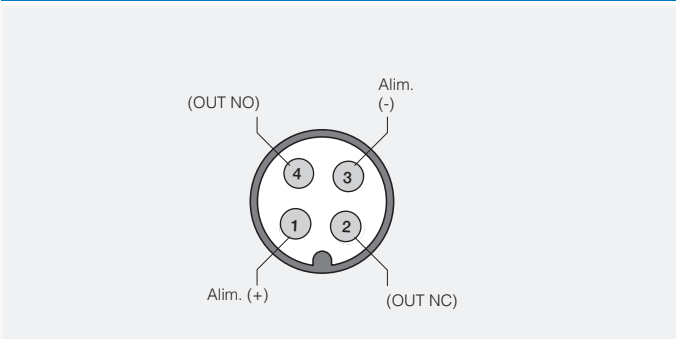 Alim.
(-)
(OUT NO)
4
3
1
2
Alim. (+)
(OUT NC)